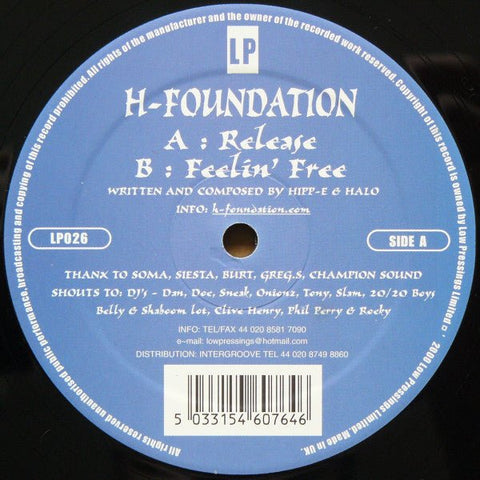 LP
H-FOUNDATION
A : Release
B : Feelin' Free
WRITTEN AND COMPOSED BY HIPP-E & HALO
INFO: h-foundation.com
LP026
SIDE A
THANX TO SOMA, SIESTA, BURT, GREG.S, CHAMPION SOUND
SHOUTS TO: DJ's - Dan, Doc, Sneak, Onionz, Tony, Slam, 20/20 Boys
Belly & Shaboom lot, Clive Henry, Phil Perry & Rocky
INFO: TEL/FAX 44 020 8581 7090
e-mail: lowpressings@hotmail.com
DISTRIBUTION: INTERGROOVE TEL 44 020 8749 8860
5 033154 607646
All rights reserved unauthorised public performance, broadcasting and copying of this record prohibited. All rights of the manufacturer and the owner of the recorded work reserved. Copyright of this record is owned by Low Pressings Limited ℗ 2000 Low Pressings Limited. Made in UK.